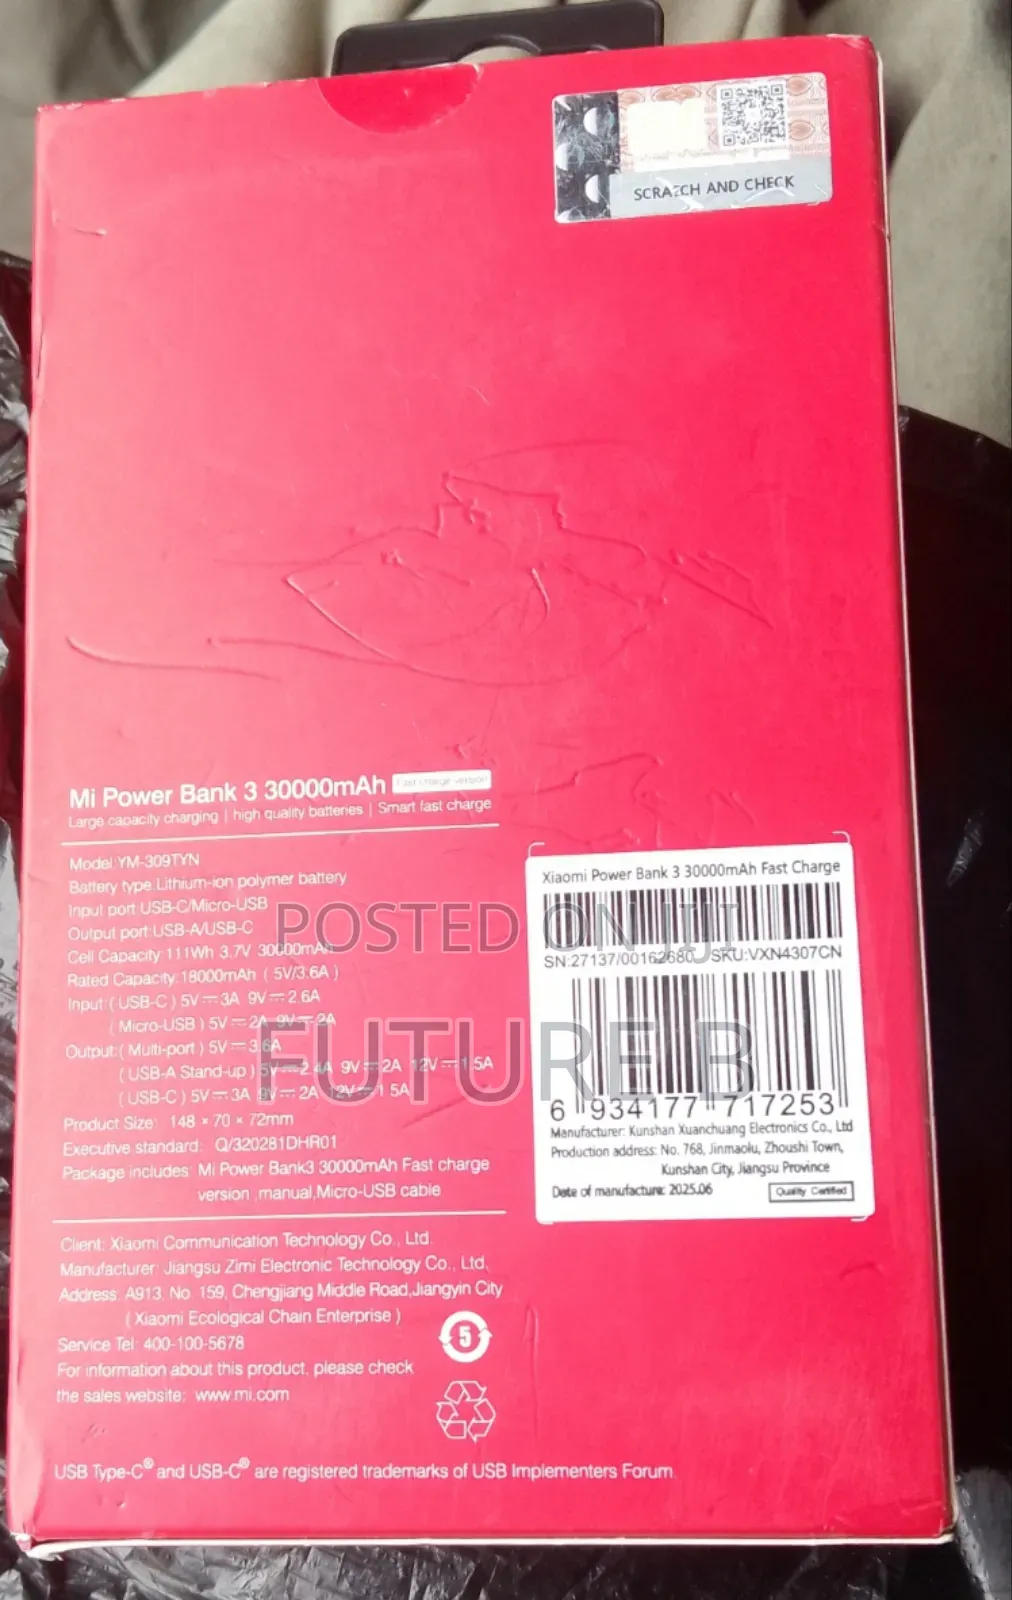 SCRATCH AND CHECK
Mi Power Bank 3 30000mAh Fast charge version
Large capacity charging | high quality batteries | Smart fast charge
Model:YM-309TYN
Battery type:Lithium-ion polymer battery
Input port:USB-C/Micro-USB
Output port:USB-A/USB-C
Cell Capacity:111Wh 3.7V 30000mAh
Rated Capacity:18000mAh ( 5V/3.6A )
Input:( USB-C ) 5V⎓3A 9V⎓2.6A
( Micro-USB ) 5V⎓2A 9V⎓2A
Output:( Multi-port ) 5V⎓3.6A
( USB-A Stand-up ) 5V⎓2.4A 9V⎓2A 12V⎓1.5A
( USB-C ) 5V⎓3A 9V⎓2A 12V⎓1.5A
Product Size: 148 × 70 × 72mm
Executive standard: Q/320281DHR01
Package includes: Mi Power Bank3 30000mAh Fast charge
version ,manual,Micro-USB cable
Xiaomi Power Bank 3 30000mAh Fast Charge
SN:27137/00162680 SKU:VXN4307CN
6 934177 717253
Manufacturer: Kunshan Xuanchuang Electronics Co., Ltd
Production address: No. 768, Jinmaolu, Zhoushi Town,
Kunshan City, Jiangsu Province
Date of manufacture: 2025.06 Quality Certified
Client: Xiaomi Communication Technology Co., Ltd.
Manufacturer: Jiangsu Zimi Electronic Technology Co., Ltd.
Address: A913, No. 159, Chengjiang Middle Road,Jiangyin City
( Xiaomi Ecological Chain Enterprise )
Service Tel: 400-100-5678
For information about this product, please check
the sales website: www.mi.com
5
USB Type-C® and USB-C® are registered trademarks of USB Implementers Forum.
POSTED ON JIJI
FUTURE B